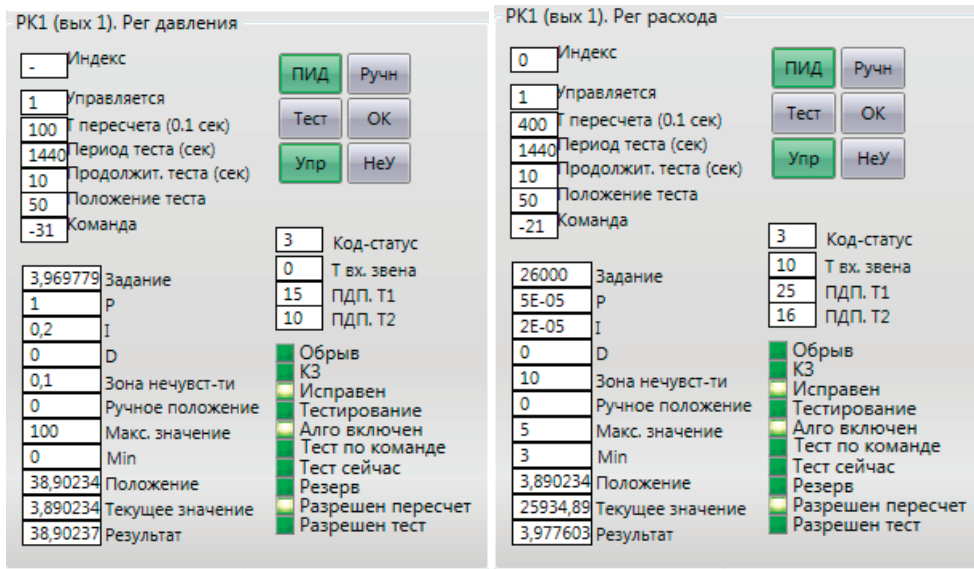 РК1 (вых 1). Рег давления
- Индекс
ПИД Ручн
1 Управляется
100 Т пересчета (0.1 сек)
Тест ОК
1440 Период теста (сек)
10 Продолжит. теста (сек)
Упр НеУ
50 Положение теста
-31 Команда
3 Код-статус
0 Т вх. звена
15 ПДП. Т1
10 ПДП. Т2
3,969779 Задание
1 P
0,2 I
0 D
0,1 Зона нечувст-ти
0 Ручное положение
100 Макс. значение
0 Min
38,90234 Положение
3,890234 Текущее значение
38,90237 Результат
Обрыв
КЗ
Исправен
Тестирование
Алго включен
Тест по команде
Тест сейчас
Резерв
Разрешен пересчет
Разрешен тест
РК1 (вых 1). Рег расхода
0 Индекс
ПИД Ручн
1 Управляется
400 Т пересчета (0.1 сек)
Тест ОК
1440 Период теста (сек)
10 Продолжит. теста (сек)
Упр НеУ
50 Положение теста
-21 Команда
3 Код-статус
10 Т вх. звена
25 ПДП. Т1
16 ПДП. Т2
26000 Задание
5E-05 P
2E-05 I
0 D
10 Зона нечувст-ти
0 Ручное положение
5 Макс. значение
3 Min
3,890234 Положение
25934,89 Текущее значение
3,977603 Результат
Обрыв
КЗ
Исправен
Тестирование
Алго включен
Тест по команде
Тест сейчас
Резерв
Разрешен пересчет
Разрешен тест